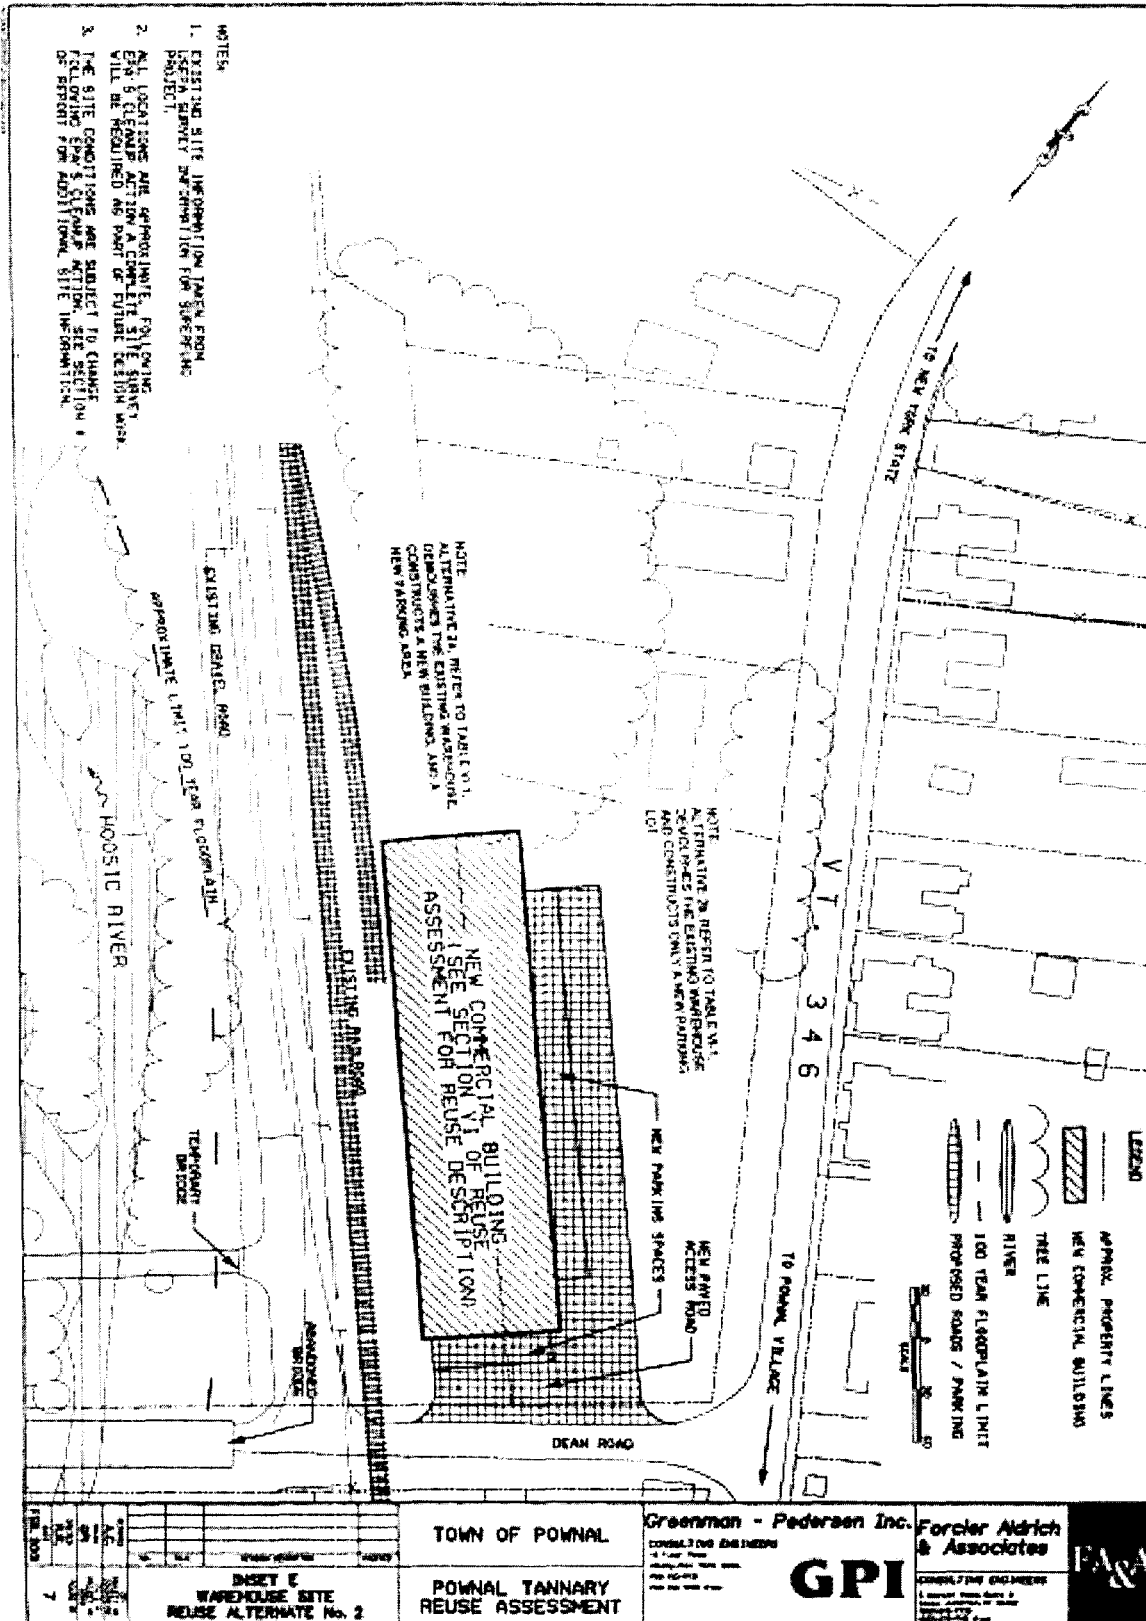 NOTES:
1. EXISTING SITE INFORMATION TAKEN FROM
USEPA SURVEY INFORMATION FOR SUPERFUND
PROJECT.
2. ALL LOCATIONS ARE APPROXIMATE. FOLLOWING
EPA'S CLEANUP ACTION A COMPLETE SITE SURVEY
WILL BE REQUIRED AS PART OF FUTURE DESIGN WORK.
3. THE SITE CONDITIONS ARE SUBJECT TO CHANGE
FOLLOWING EPA'S CLEANUP ACTION. SEE SECTION
OF REPORT FOR ADDITIONAL SITE INFORMATION.
TO NEW YORK STATE
NOTE
ALTERNATIVE 2A, REFER TO TABLE VI.1,
DEMOLISHES THE EXISTING WAREHOUSE,
CONSTRUCTS A NEW BUILDING, AND A
NEW PARKING AREA
NOTE
ALTERNATIVE 2B, REFER TO TABLE VI.1,
DEMOLISHES THE EXISTING WAREHOUSE
AND CONSTRUCTS ONLY A NEW PARKING
LOT
EXISTING GRAVEL ROAD
APPROXIMATE LIMIT 100 YEAR FLOODPLAIN
HOOSIC RIVER
VT. 346
NEW COMMERCIAL BUILDING
(SEE SECTION VI OF REUSE
ASSESSMENT FOR REUSE DESCRIPTION)
EXISTING RAILROAD
NEW PARKING SPACES
NEW PAVED
ACCESS ROAD
TEMPORARY
BRIDGE
ABANDONED
BRIDGE
TO POWNAL VILLAGE
DEAN ROAD
LEGEND
APPROX. PROPERTY LINES
NEW COMMERCIAL BUILDING
TREE LINE
RIVER
100 YEAR FLOODPLAIN LIMIT
PROPOSED ROADS / PARKING
SCALE
TOWN OF POWNAL
POWNAL TANNARY
REUSE ASSESSMENT
INSET E
WAREHOUSE SITE
REUSE ALTERNATE No. 2
7
Greenman - Pedersen Inc.
CONSULTING ENGINEERS
GPI
Forcier Aldrich
& Associates
CONSULTING ENGINEERS
FA&A